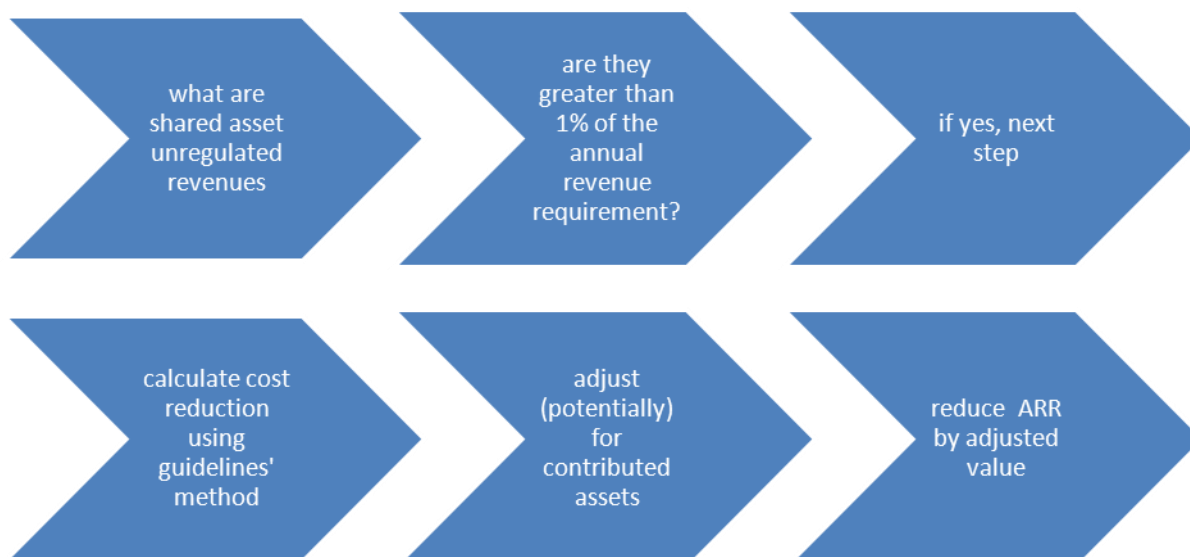 what are
shared asset
unregulated
revenues
are they
greater than
1% of the
annual
revenue
requirement?
if yes, next
step
calculate cost
reduction
using
guidelines'
method
adjust
(potentially)
for
contributed
assets
reduce ARR
by adjusted
value